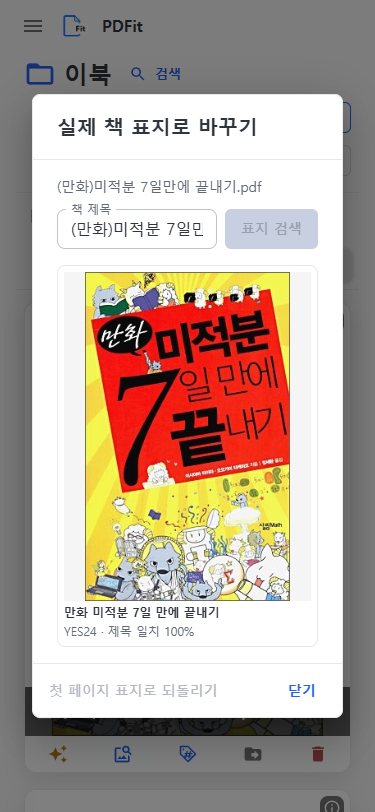 Fit
PDFit
이북
검색
실제 책 표지로 바꾸기
(만화)미적분 7일만에 끝내기.pdf
책 제목
(만화)미적분 7일만
표지 검색
만화
미적분
7일 만에
끝내기
만화 미적분 7일 만에 끝내기
YES24 · 제목 일치 100%
첫 페이지 표지로 되돌리기
닫기